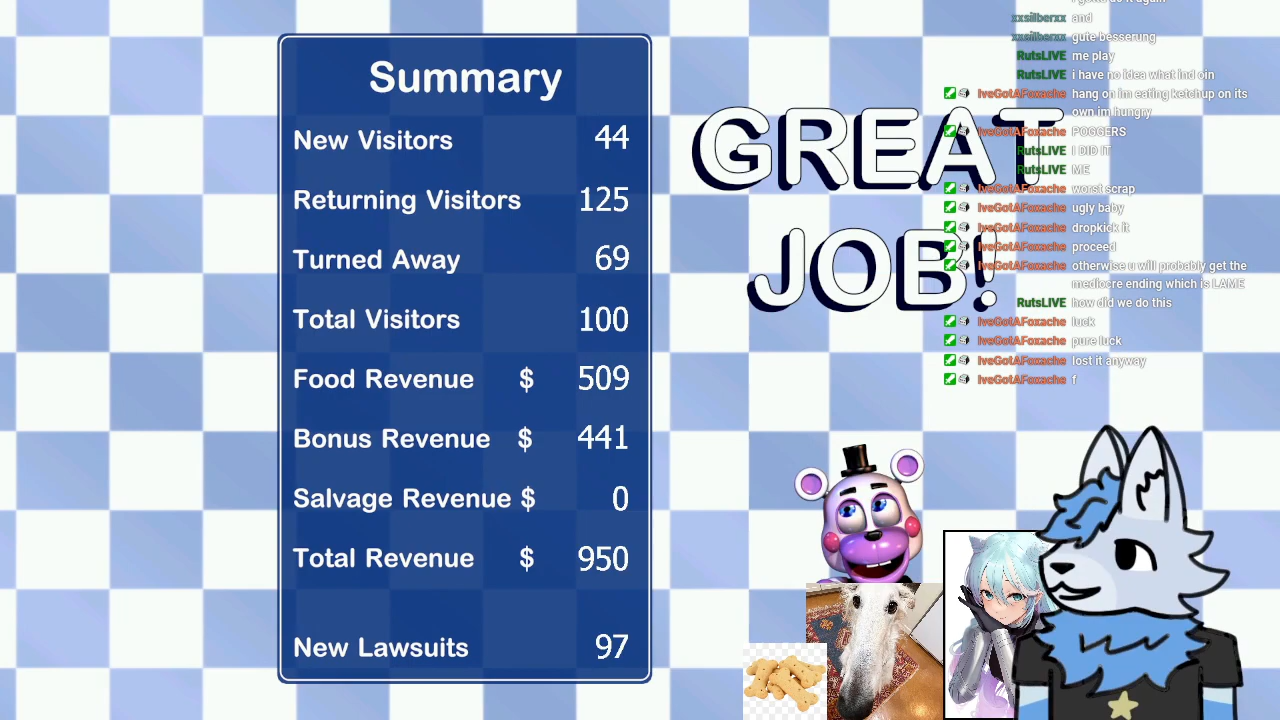 Summary
New Visitors 44
Returning Visitors 125
Turned Away 69
Total Visitors 100
Food Revenue $ 509
Bonus Revenue $ 441
Salvage Revenue $ 0
Total Revenue $ 950
New Lawsuits 97
GREAT
JOB!
xxsilberxx and
xxsilberxx gute besserung
RutsLIVE me play
RutsLIVE i have no idea what ind oin
IveGotAFoxache hang on im eating ketchup on its
own im hungry
IveGotAFoxache POGGERS
RutsLIVE I DID IT
RutsLIVE ME
IveGotAFoxache worst scrap
IveGotAFoxache ugly baby
IveGotAFoxache dropkick it
IveGotAFoxache proceed
IveGotAFoxache otherwise u will probably get the
mediocre ending which is LAME
RutsLIVE how did we do this
IveGotAFoxache luck
IveGotAFoxache pure luck
IveGotAFoxache lost it anyway
IveGotAFoxache f